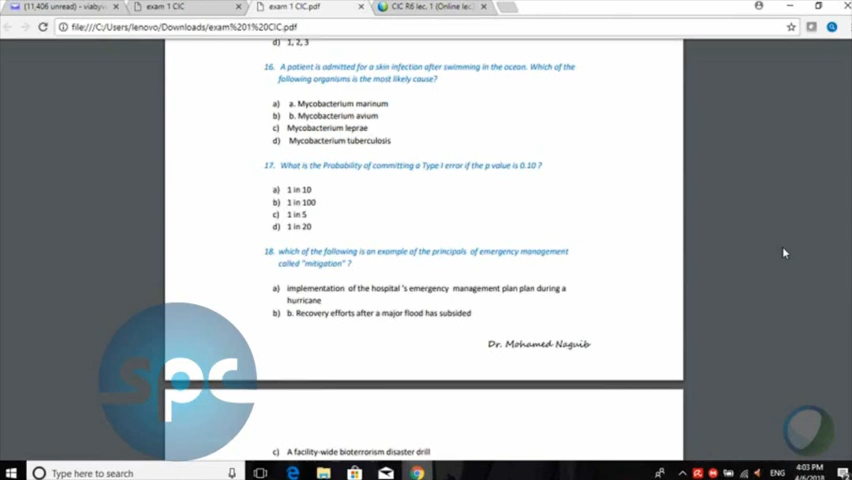 (11,406 unread) - viabyv
exam 1 CIC
exam 1 CIC.pdf
CIC R6 lec. 1 (Online lec
file:///C:/Users/lenovo/Downloads/exam%201%20CIC.pdf
d) 1, 2, 3
16. A patient is admitted for a skin infection after swimming in the ocean. Which of the
following organisms is the most likely cause?
a) a. Mycobacterium marinum
b) b. Mycobacterium avium
c) Mycobacterium leprae
d) Mycobacterium tuberculosis
17. What is the Probability of committing a Type I error if the p value is 0.10 ?
a) 1 in 10
b) 1 in 100
c) 1 in 5
d) 1 in 20
18. which of the fallowing is an example of the principals of emergency management
called "mitigation" ?
a) implementation of the hospital 's emergency management plan plan during a
hurricane
b) b. Recovery efforts after a major flood has subsided
Dr. Mohamed Naguib
spc
c) A facility-wide bioterrorism disaster drill
Type here to search
ENG
4:03 PM
4/6/2018